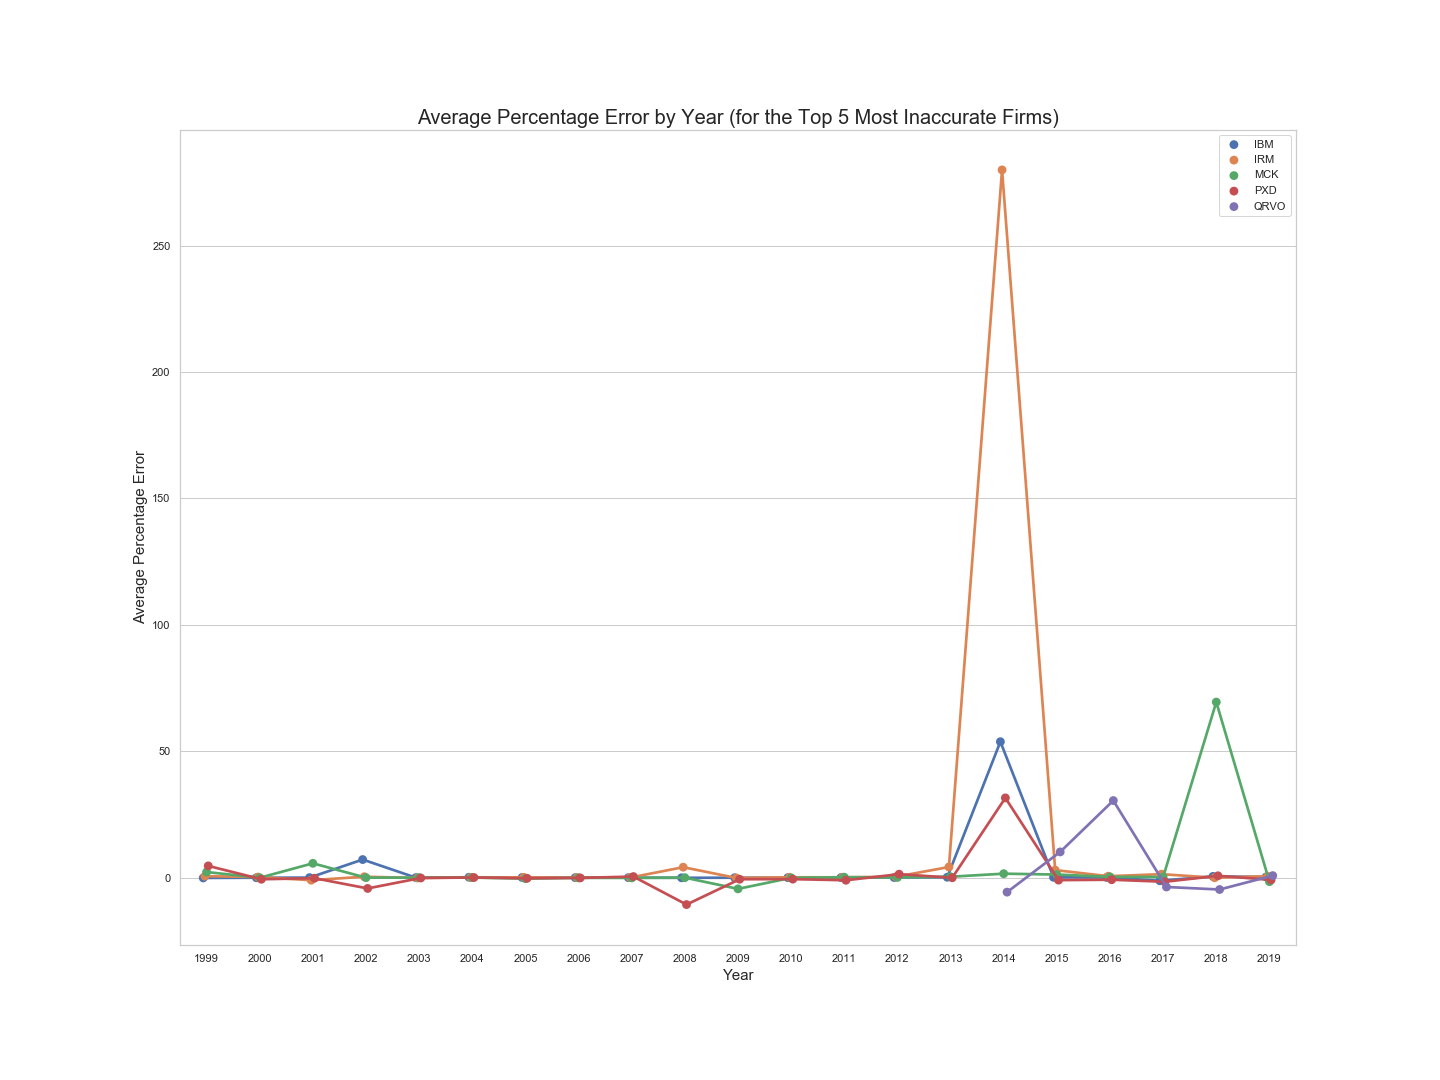 Average Percentage Error by Year (for the Top 5 Most Inaccurate Firms)
IBM
IRM
MCK
PXD
QRVO
250
200
150
100
50
0
Average Percentage Error
1999 2000 2001 2002 2003 2004 2005 2006 2007 2008 2009 2010 2011 2012 2013 2014 2015 2016 2017 2018 2019
Year